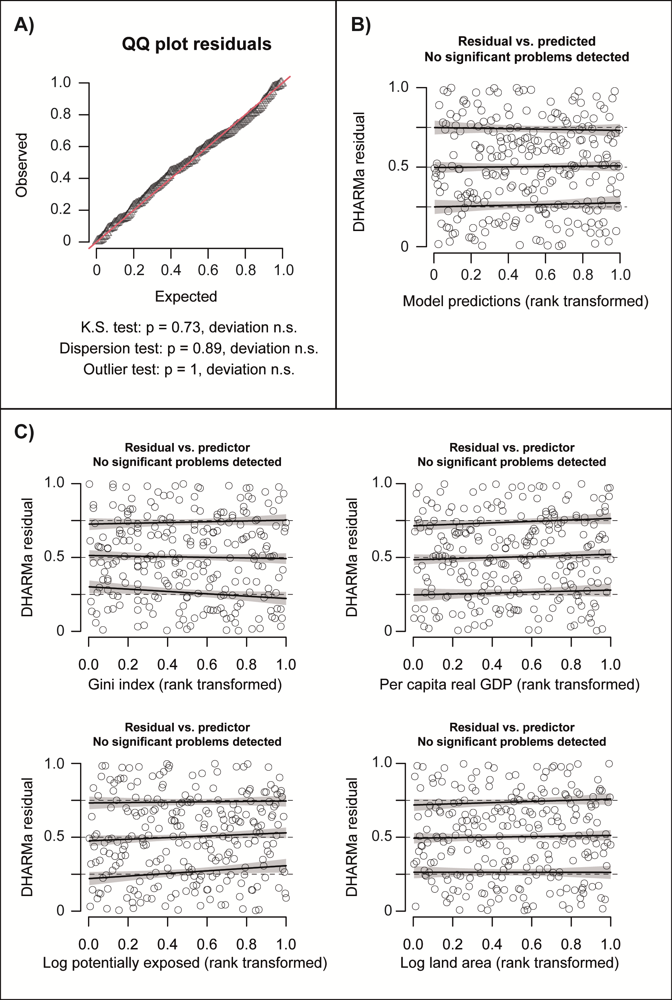 A)
QQ plot residuals
1.0
0.8
0.6
0.4
0.2
0
Observed
0 0.2 0.4 0.6 0.8 1.0
Expected
K.S. test: p = 0.73, deviation n.s.
Dispersion test: p = 0.89, deviation n.s.
Outlier test: p = 1, deviation n.s.
B)
Residual vs. predicted
No significant problems detected
1.0
0.5
0
DHARMa residual
0 0.2 0.4 0.6 0.8 1.0
Model predictions (rank transformed)
C)
Residual vs. predictor
No significant problems detected
1.0
0.5
0
DHARMa residual
0.0 0.2 0.4 0.6 0.8 1.0
Gini index (rank transformed)
Residual vs. predictor
No significant problems detected
1.0
0.5
0
DHARMa residual
0.0 0.2 0.4 0.6 0.8 1.0
Per capita real GDP (rank transformed)
Residual vs. predictor
No significant problems detected
1.0
0.5
0
DHARMa residual
0.0 0.2 0.4 0.6 0.8 1.0
Log potentially exposed (rank transformed)
Residual vs. predictor
No significant problems detected
1.0
0.5
0
DHARMa residual
0.0 0.2 0.4 0.6 0.8 1.0
Log land area (rank transformed)